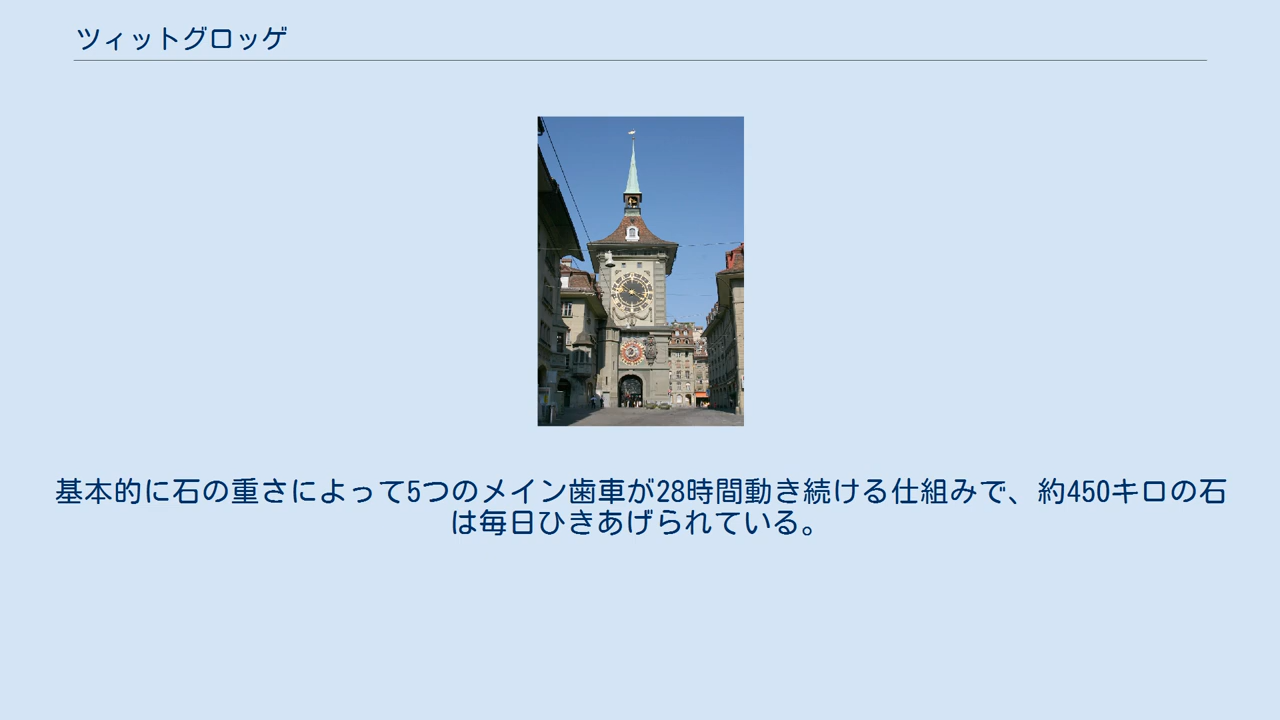 ツィットグロッゲ
基本的に石の重さによって5つのメイン歯車が28時間動き続ける仕組みで、約450キロの石
は毎日ひきあげられている。